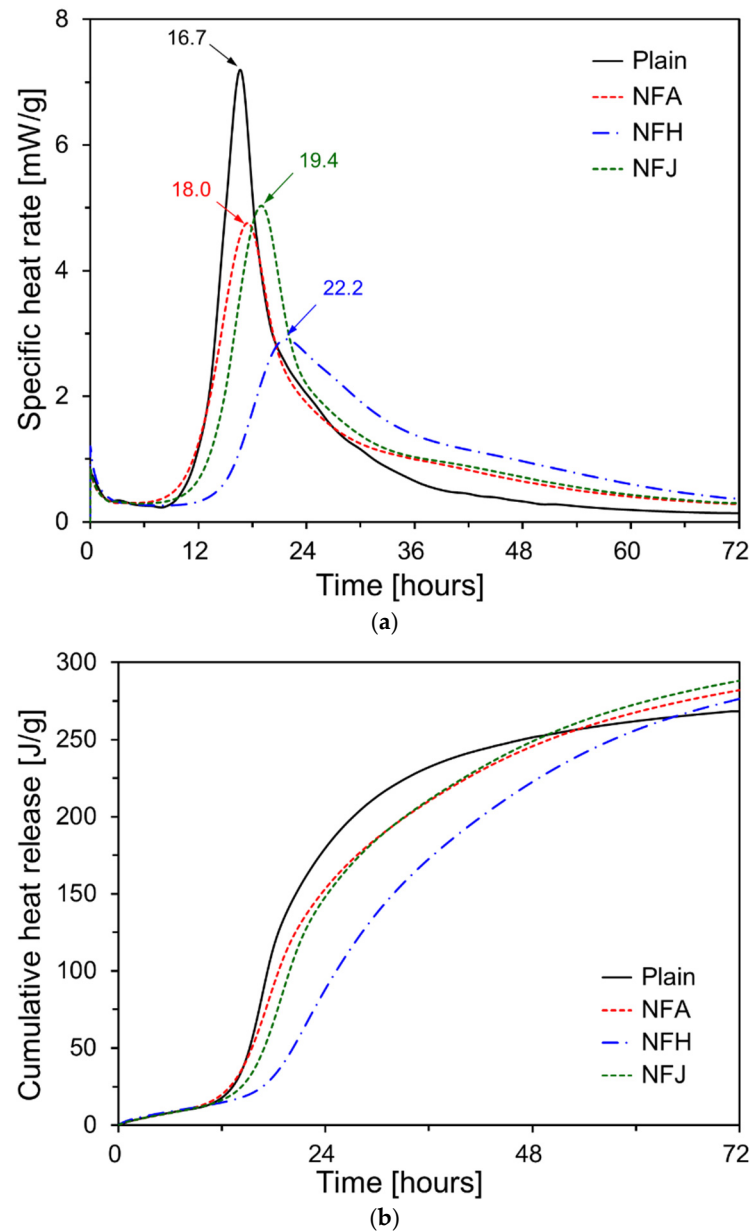 8
6
4
2
0
Specific heat rate [mW/g]
16.7
18.0
19.4
22.2
Plain
NFA
NFH
NFJ
0 12 24 36 48 60 72
Time [hours]
(a)
300
250
200
150
100
50
0
Cumulative heat release [J/g]
Plain
NFA
NFH
NFJ
0 24 48 72
Time [hours]
(b)